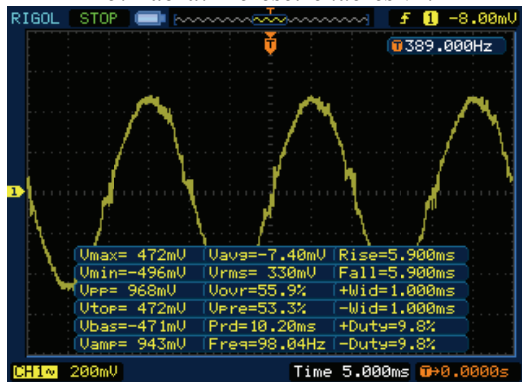 RIGOL STOP f 1 -8.00mV
T
T 389.000Hz
1
Vmax= 472mV Vavg=-7.40mV Rise=5.900ms
Vmin=-496mV Vrms= 330mV Fall=5.900ms
Vpp= 968mV Vovr=55.9% +Wid=1.000ms
Vtop= 472mV Vpre=53.3% -Wid=1.000ms
Vbas=-471mV Prd=10.20ms +Duty=9.8%
Vamp= 943mV Freq=98.04Hz -Duty=9.8%
CH1~ 200mV Time 5.000ms T→0.0000s